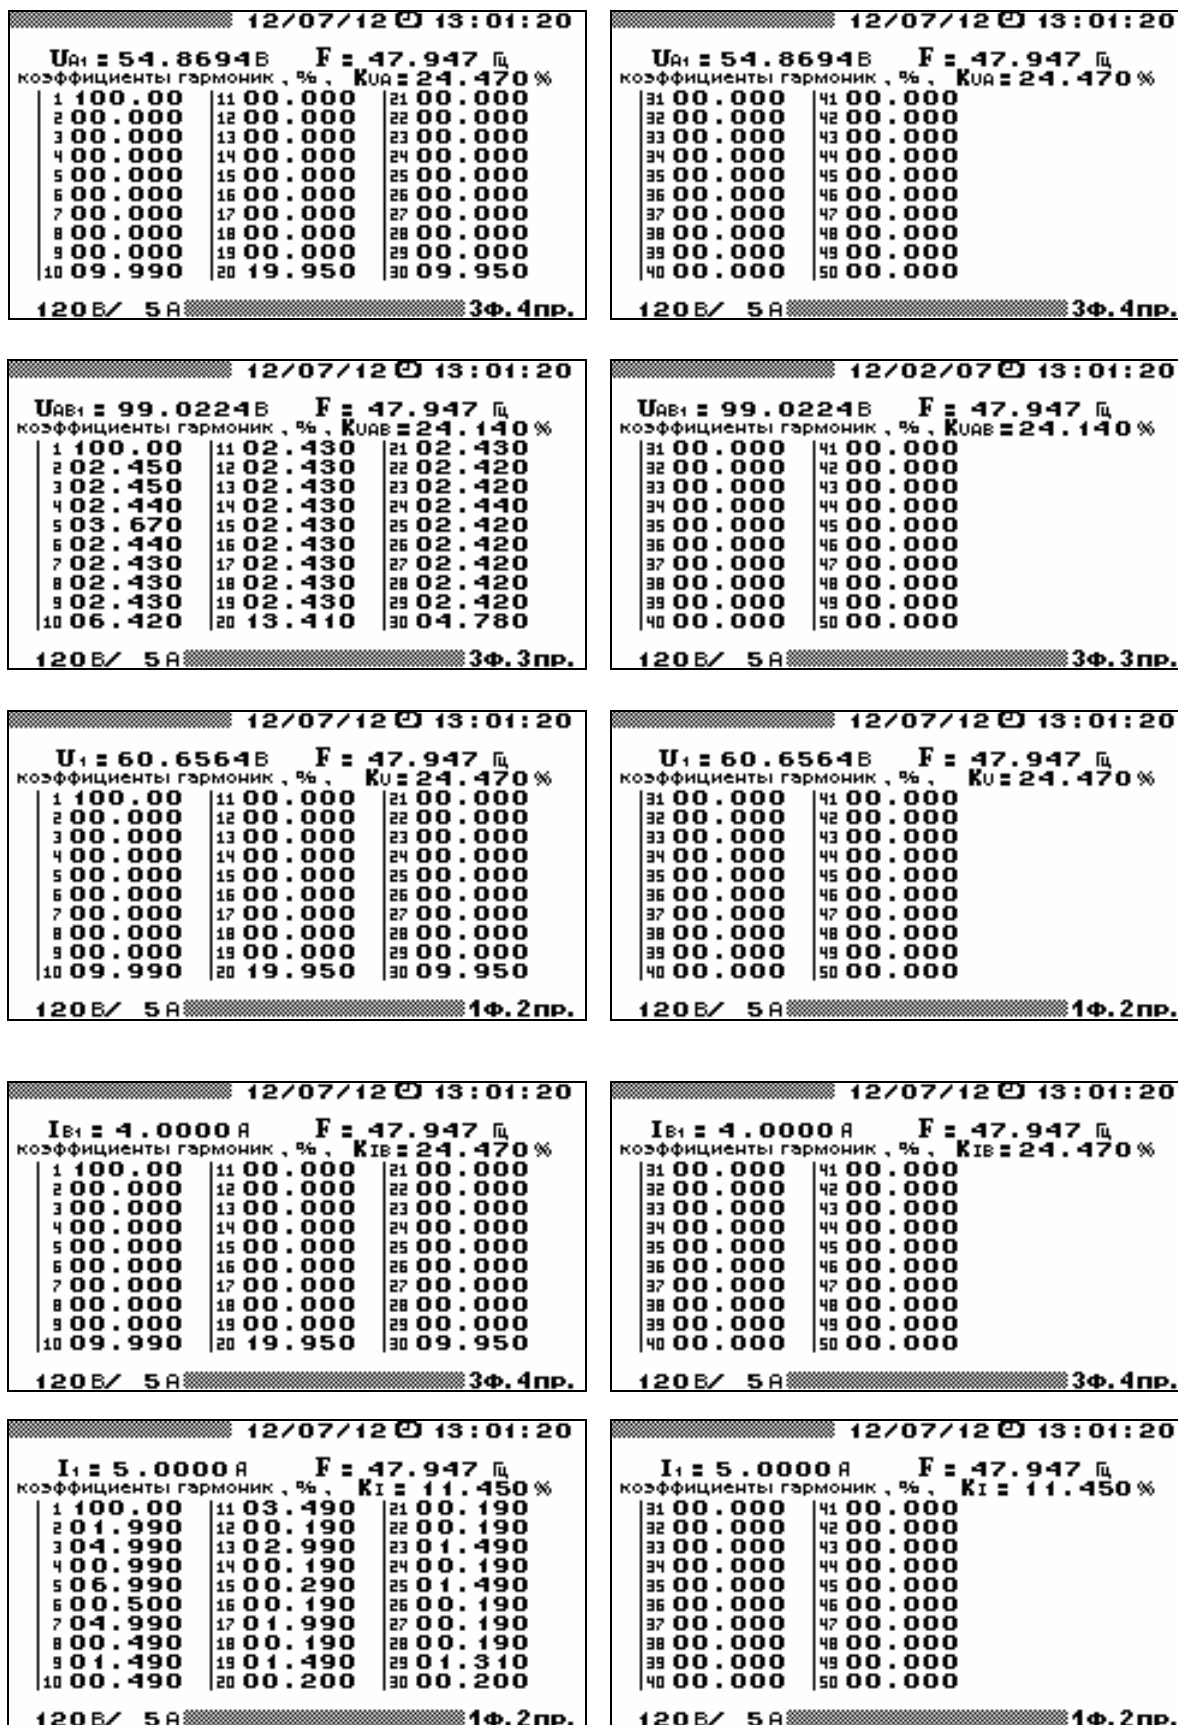 12/07/12 13:01:20
UA1 = 54.8694В F = 47.947 Гц
коэффициенты гармоник , % , KUA = 24.470 %
1 100.00 11 00.000 21 00.000
2 00.000 12 00.000 22 00.000
3 00.000 13 00.000 23 00.000
4 00.000 14 00.000 24 00.000
5 00.000 15 00.000 25 00.000
6 00.000 16 00.000 26 00.000
7 00.000 17 00.000 27 00.000
8 00.000 18 00.000 28 00.000
9 00.000 19 00.000 29 00.000
10 09.990 20 19.950 30 09.950
120В/ 5А 3ф.4пр.
12/07/12 13:01:20
UA1 = 54.8694В F = 47.947 Гц
коэффициенты гармоник , % , KUA = 24.470 %
31 00.000 41 00.000
32 00.000 42 00.000
33 00.000 43 00.000
34 00.000 44 00.000
35 00.000 45 00.000
36 00.000 46 00.000
37 00.000 47 00.000
38 00.000 48 00.000
39 00.000 49 00.000
40 00.000 50 00.000
120В/ 5А 3ф.4пр.
12/07/12 13:01:20
UAB1 = 99.0224В F = 47.947 Гц
коэффициенты гармоник , % , KUAB = 24.140 %
1 100.00 11 02.430 21 02.430
2 02.450 12 02.430 22 02.420
3 02.450 13 02.430 23 02.420
4 02.440 14 02.430 24 02.440
5 03.670 15 02.430 25 02.420
6 02.440 16 02.430 26 02.420
7 02.430 17 02.430 27 02.420
8 02.430 18 02.430 28 02.420
9 02.430 19 02.430 29 02.420
10 06.420 20 13.410 30 04.780
120В/ 5А 3ф.3пр.
12/02/07 13:01:20
UAB1 = 99.0224В F = 47.947 Гц
коэффициенты гармоник , % , KUAB = 24.140 %
31 00.000 41 00.000
32 00.000 42 00.000
33 00.000 43 00.000
34 00.000 44 00.000
35 00.000 45 00.000
36 00.000 46 00.000
37 00.000 47 00.000
38 00.000 48 00.000
39 00.000 49 00.000
40 00.000 50 00.000
120В/ 5А 3ф.3пр.
12/07/12 13:01:20
U1 = 60.6564В F = 47.947 Гц
коэффициенты гармоник , % , KU = 24.470 %
1 100.00 11 00.000 21 00.000
2 00.000 12 00.000 22 00.000
3 00.000 13 00.000 23 00.000
4 00.000 14 00.000 24 00.000
5 00.000 15 00.000 25 00.000
6 00.000 16 00.000 26 00.000
7 00.000 17 00.000 27 00.000
8 00.000 18 00.000 28 00.000
9 00.000 19 00.000 29 00.000
10 09.990 20 19.950 30 09.950
120В/ 5А 1ф.2пр.
12/07/12 13:01:20
U1 = 60.6564В F = 47.947 Гц
коэффициенты гармоник , % , KU = 24.470 %
31 00.000 41 00.000
32 00.000 42 00.000
33 00.000 43 00.000
34 00.000 44 00.000
35 00.000 45 00.000
36 00.000 46 00.000
37 00.000 47 00.000
38 00.000 48 00.000
39 00.000 49 00.000
40 00.000 50 00.000
120В/ 5А 1ф.2пр.
12/07/12 13:01:20
IB1 = 4.0000 А F = 47.947 Гц
коэффициенты гармоник , % , KIB = 24.470 %
1 100.00 11 00.000 21 00.000
2 00.000 12 00.000 22 00.000
3 00.000 13 00.000 23 00.000
4 00.000 14 00.000 24 00.000
5 00.000 15 00.000 25 00.000
6 00.000 16 00.000 26 00.000
7 00.000 17 00.000 27 00.000
8 00.000 18 00.000 28 00.000
9 00.000 19 00.000 29 00.000
10 09.990 20 19.950 30 09.950
120В/ 5А 3ф.4пр.
12/07/12 13:01:20
IB1 = 4.0000 А F = 47.947 Гц
коэффициенты гармоник , % , KIB = 24.470 %
31 00.000 41 00.000
32 00.000 42 00.000
33 00.000 43 00.000
34 00.000 44 00.000
35 00.000 45 00.000
36 00.000 46 00.000
37 00.000 47 00.000
38 00.000 48 00.000
39 00.000 49 00.000
40 00.000 50 00.000
120В/ 5А 3ф.4пр.
12/07/12 13:01:20
I1 = 5.0000 А F = 47.947 Гц
коэффициенты гармоник , % , KI = 11.450 %
1 100.00 11 03.490 21 00.190
2 01.990 12 00.190 22 00.190
3 04.990 13 02.990 23 01.490
4 00.990 14 00.190 24 00.190
5 06.990 15 00.290 25 01.490
6 00.500 16 00.190 26 00.190
7 04.990 17 01.990 27 00.190
8 00.490 18 00.190 28 00.190
9 01.490 19 01.490 29 01.310
10 00.490 20 00.200 30 00.200
120В/ 5А 1ф.2пр.
12/07/12 13:01:20
I1 = 5.0000 А F = 47.947 Гц
коэффициенты гармоник , % , KI = 11.450 %
31 00.000 41 00.000
32 00.000 42 00.000
33 00.000 43 00.000
34 00.000 44 00.000
35 00.000 45 00.000
36 00.000 46 00.000
37 00.000 47 00.000
38 00.000 48 00.000
39 00.000 49 00.000
40 00.000 50 00.000
120В/ 5А 1ф.2пр.